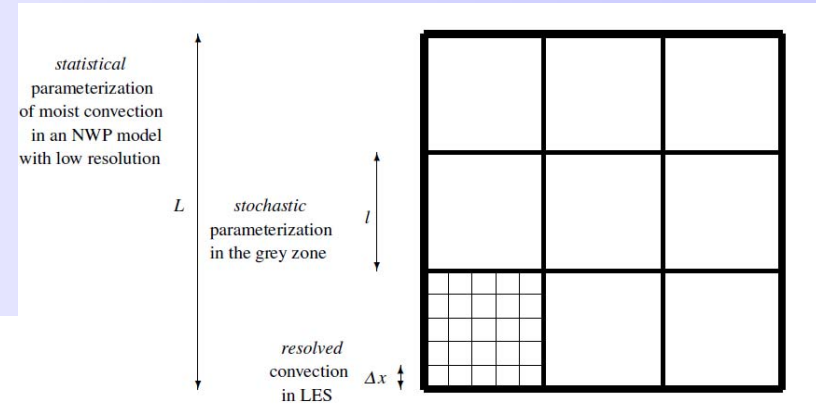 statistical
parameterization
of moist convection
in an NWP model
with low resolution
L
stochastic
parameterization
in the grey zone
l
resolved
convection
in LES
Δx